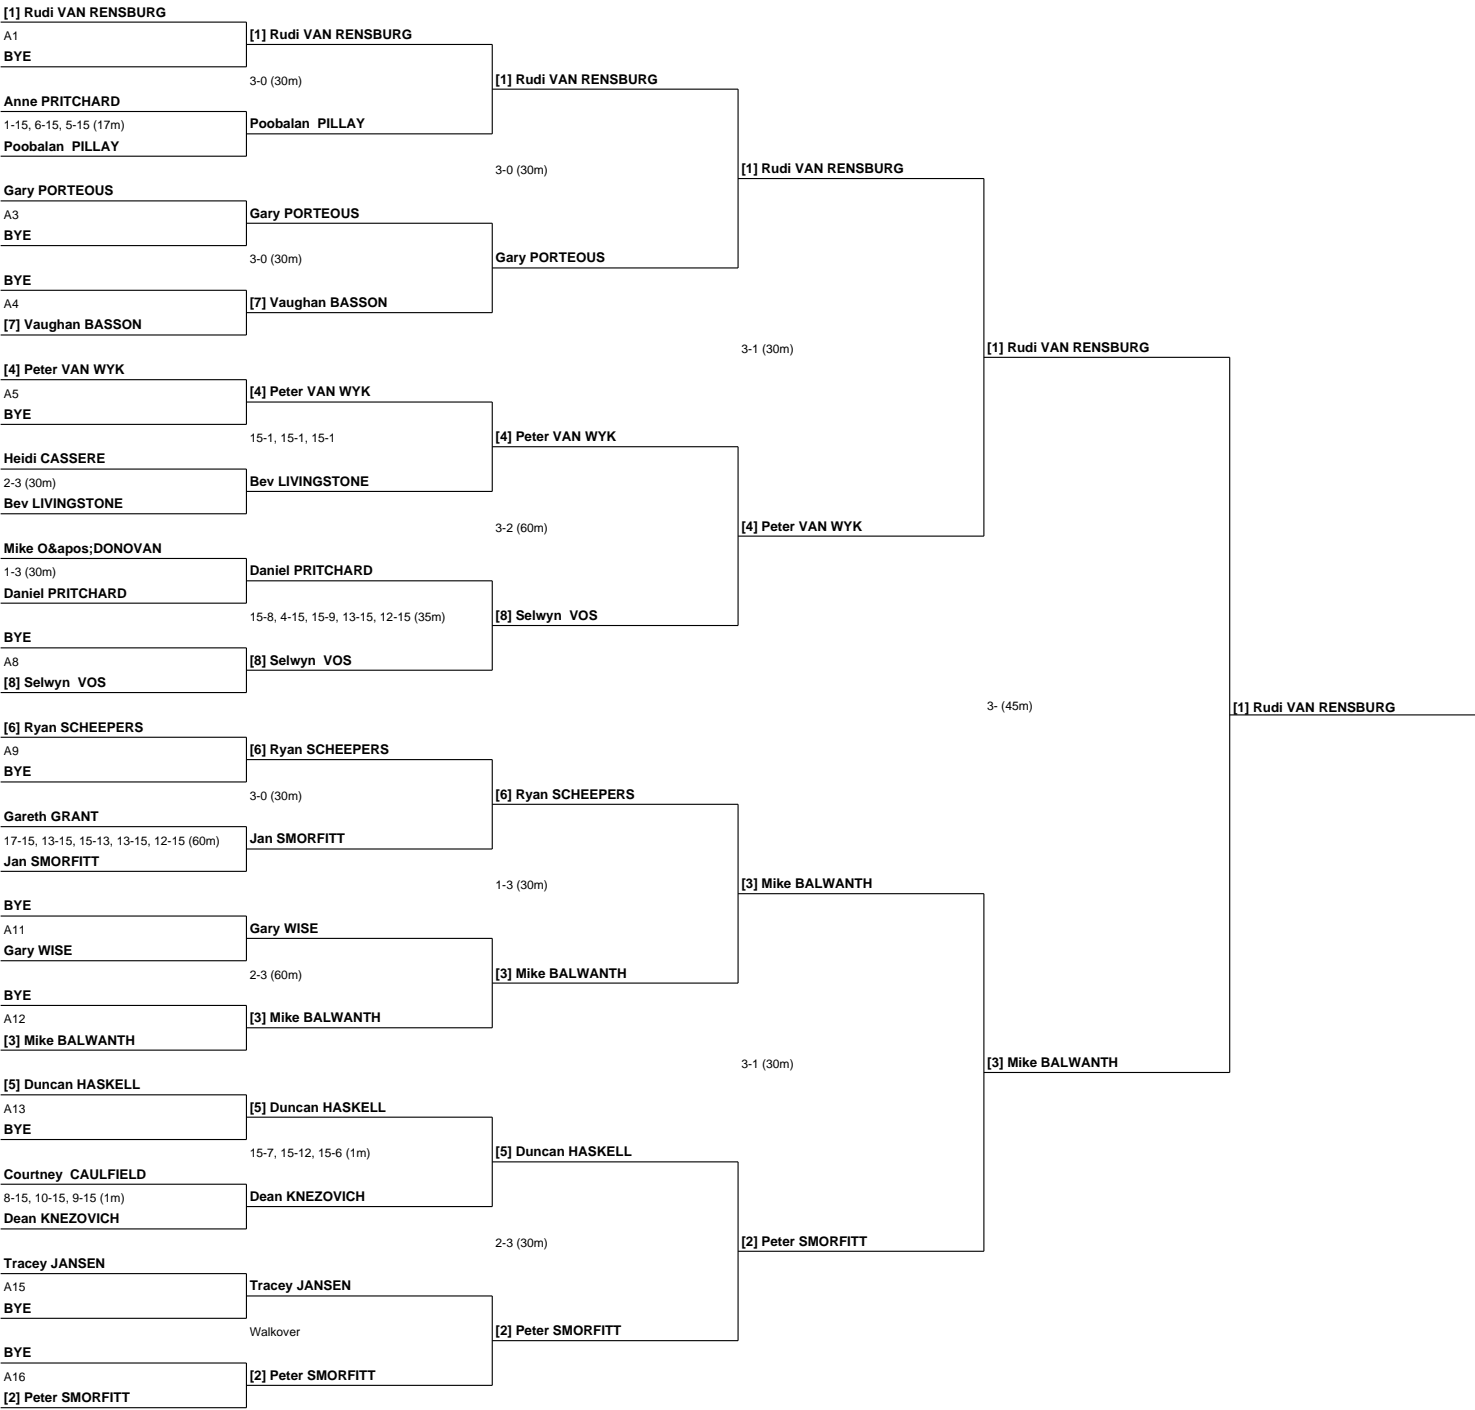 [1] Rudi VAN RENSBURG
A1
BYE
Anne PRITCHARD
1-15, 6-15, 5-15 (17m)
Poobalan  PILLAY
Gary PORTEOUS
A3
BYE
BYE
A4
[7] Vaughan BASSON
[4] Peter VAN WYK
A5
BYE
Heidi CASSERE
2-3 (30m)
Bev LIVINGSTONE
Mike O&apos;DONOVAN
1-3 (30m)
Daniel PRITCHARD
BYE
A8
[8] Selwyn  VOS
[6] Ryan SCHEEPERS
A9
BYE
Gareth GRANT
17-15, 13-15, 15-13, 13-15, 12-15 (60m)
Jan SMORFITT
BYE
A11
Gary WISE
BYE
A12
[3] Mike BALWANTH
[5] Duncan HASKELL
A13
BYE
Courtney  CAULFIELD
8-15, 10-15, 9-15 (1m)
Dean KNEZOVICH
Tracey JANSEN
A15
BYE
BYE
A16
[2] Peter SMORFITT
[1] Rudi VAN RENSBURG
3-0 (30m)
Poobalan  PILLAY
Gary PORTEOUS
3-0 (30m)
[7] Vaughan BASSON
[4] Peter VAN WYK
15-1, 15-1, 15-1
Bev LIVINGSTONE
Daniel PRITCHARD
15-8, 4-15, 15-9, 13-15, 12-15 (35m)
[8] Selwyn  VOS
[6] Ryan SCHEEPERS
3-0 (30m)
Jan SMORFITT
Gary WISE
2-3 (60m)
[3] Mike BALWANTH
[5] Duncan HASKELL
15-7, 15-12, 15-6 (1m)
Dean KNEZOVICH
Tracey JANSEN
Walkover
[2] Peter SMORFITT
[1] Rudi VAN RENSBURG
3-0 (30m)
Gary PORTEOUS
[4] Peter VAN WYK
3-2 (60m)
[8] Selwyn  VOS
[6] Ryan SCHEEPERS
1-3 (30m)
[3] Mike BALWANTH
[5] Duncan HASKELL
2-3 (30m)
[2] Peter SMORFITT
[1] Rudi VAN RENSBURG
3-1 (30m)
[4] Peter VAN WYK
[3] Mike BALWANTH
3-1 (30m)
[2] Peter SMORFITT
[1] Rudi VAN RENSBURG
3- (45m)
[3] Mike BALWANTH
[1] Rudi VAN RENSBURG